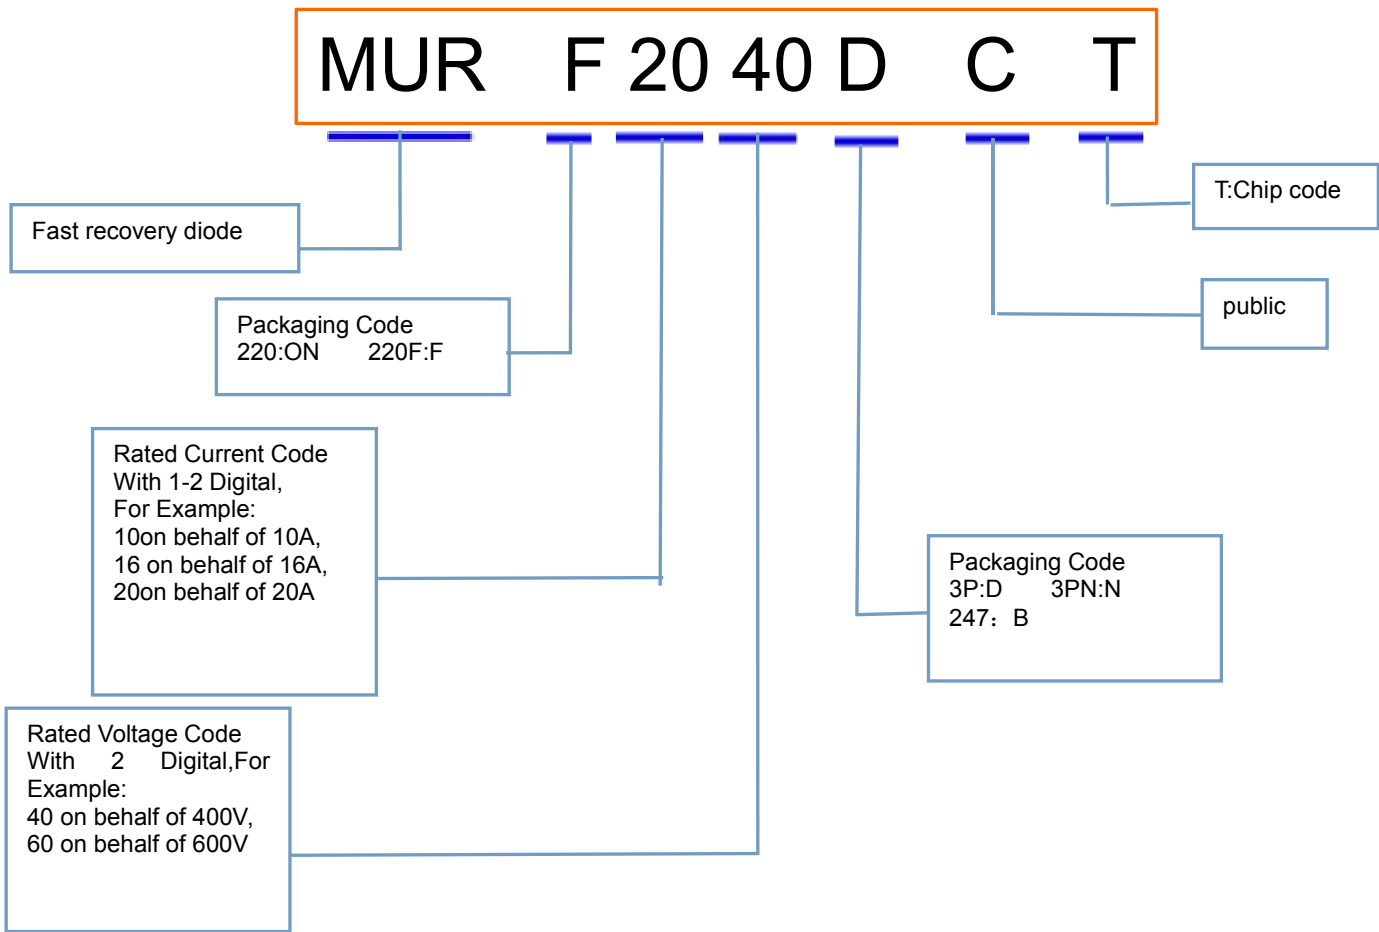 MUR F 20 40 D C T
T:Chip code
Fast recovery diode
public
Packaging Code
220:ON 220F:F
Rated Current Code
With 1-2 Digital,
For Example:
10on behalf of 10A,
16 on behalf of 16A,
20on behalf of 20A
Packaging Code
3P:D 3PN:N
247：B
Rated Voltage Code
With 2 Digital,For
Example:
40 on behalf of 400V,
60 on behalf of 600V